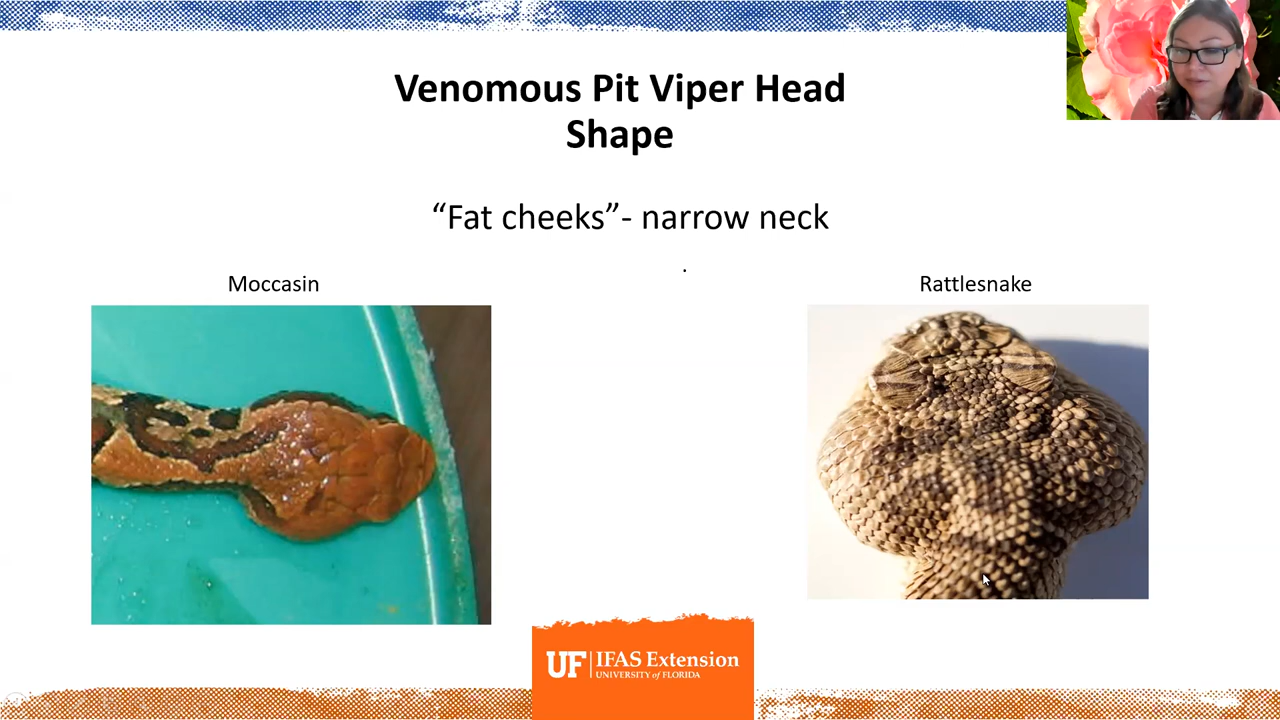 Venomous Pit Viper Head
Shape
“Fat cheeks”- narrow neck
.
Moccasin
Rattlesnake
UF IFAS Extension
UNIVERSITY of FLORIDA